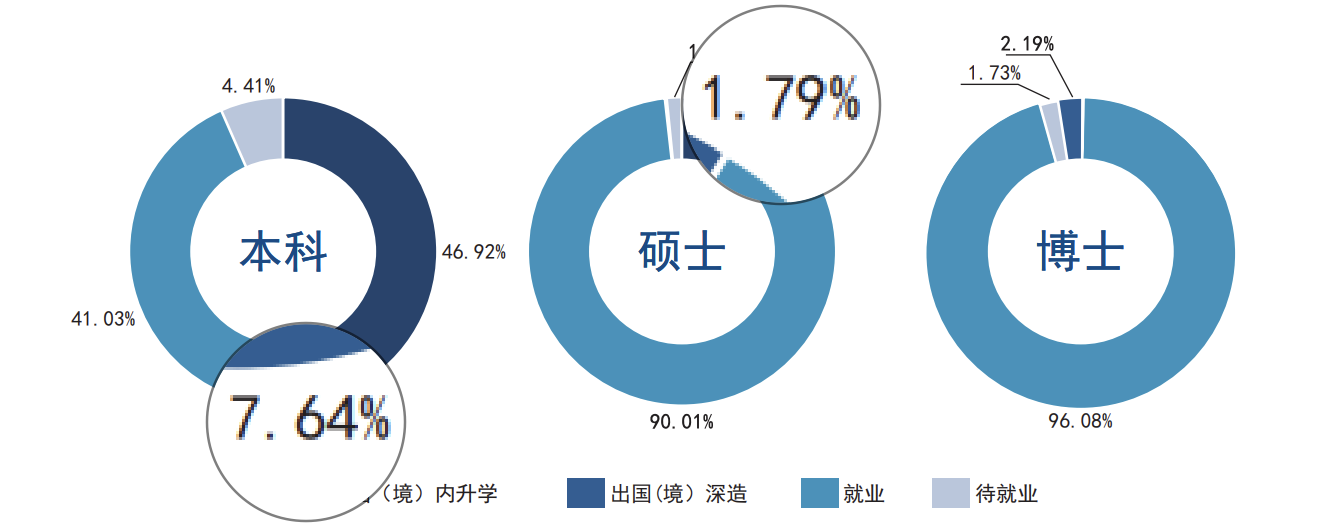 4.41%
本科
46.92%
41.03%
7.64%
1.79%
硕士
90.01%
2.19%
1.73%
博士
96.08%
（境）内升学
出国(境）深造
就业
待就业